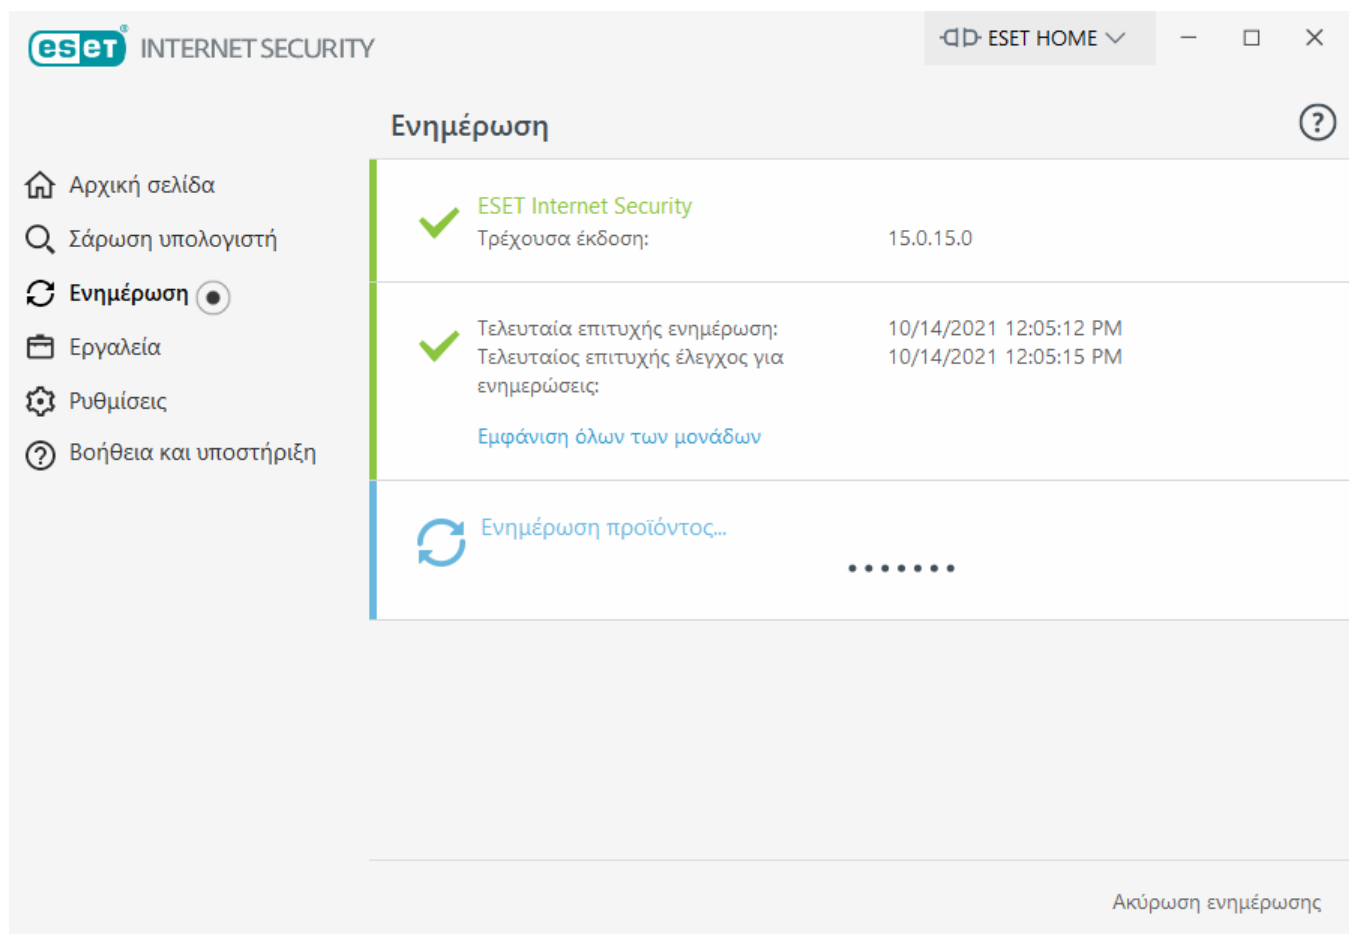 eset® INTERNET SECURITY
ESET HOME
Ενημέρωση
?
Αρχική σελίδα
Σάρωση υπολογιστή
Ενημέρωση
Εργαλεία
Ρυθμίσεις
Βοήθεια και υποστήριξη
ESET Internet Security
Τρέχουσα έκδοση: 15.0.15.0
Τελευταία επιτυχής ενημέρωση: 10/14/2021 12:05:12 PM
Τελευταίος επιτυχής έλεγχος για 10/14/2021 12:05:15 PM
ενημερώσεις:
Εμφάνιση όλων των μονάδων
Ενημέρωση προϊόντος...
Ακύρωση ενημέρωσης